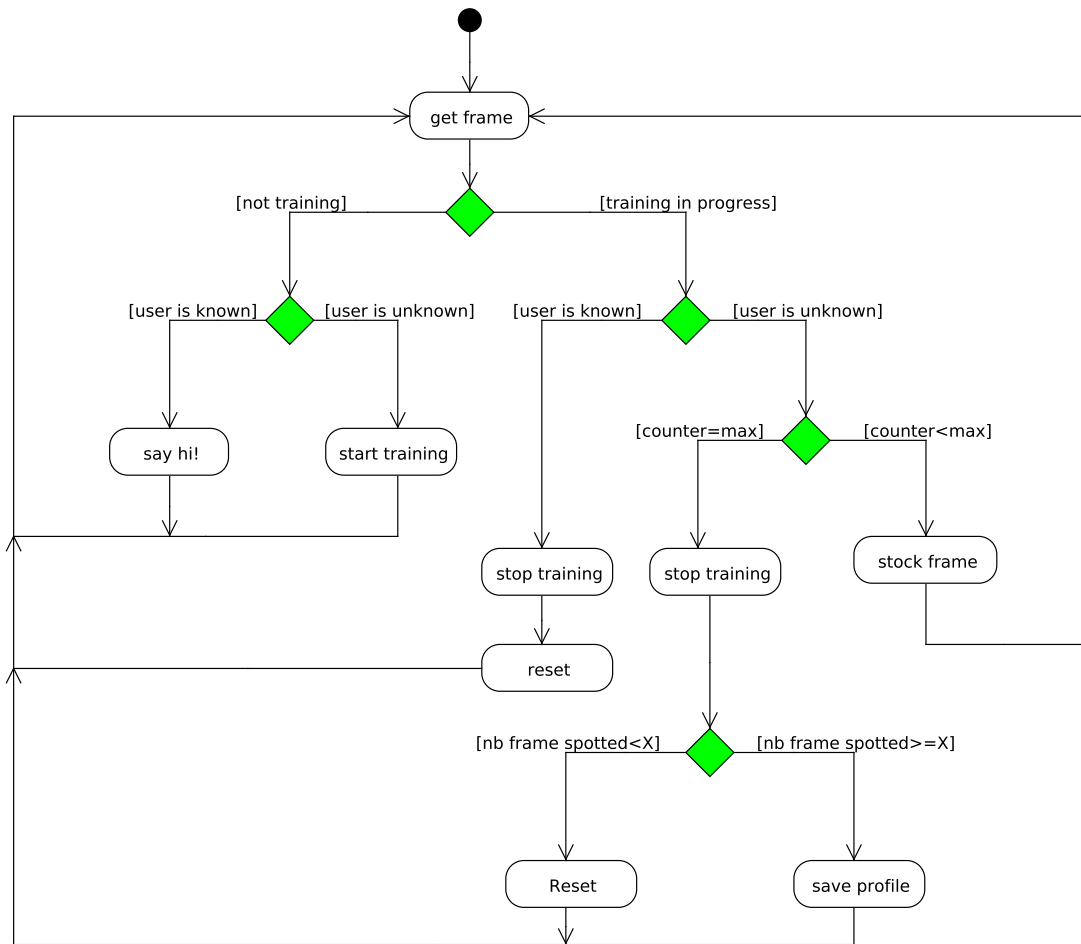 get frame
[not training]
[training in progress]
[user is known]
[user is unknown]
[user is known]
[user is unknown]
[counter=max]
[counter<max]
say hi!
start training
stop training
stop training
stock frame
reset
[nb frame spotted<X]
[nb frame spotted>=X]
Reset
save profile